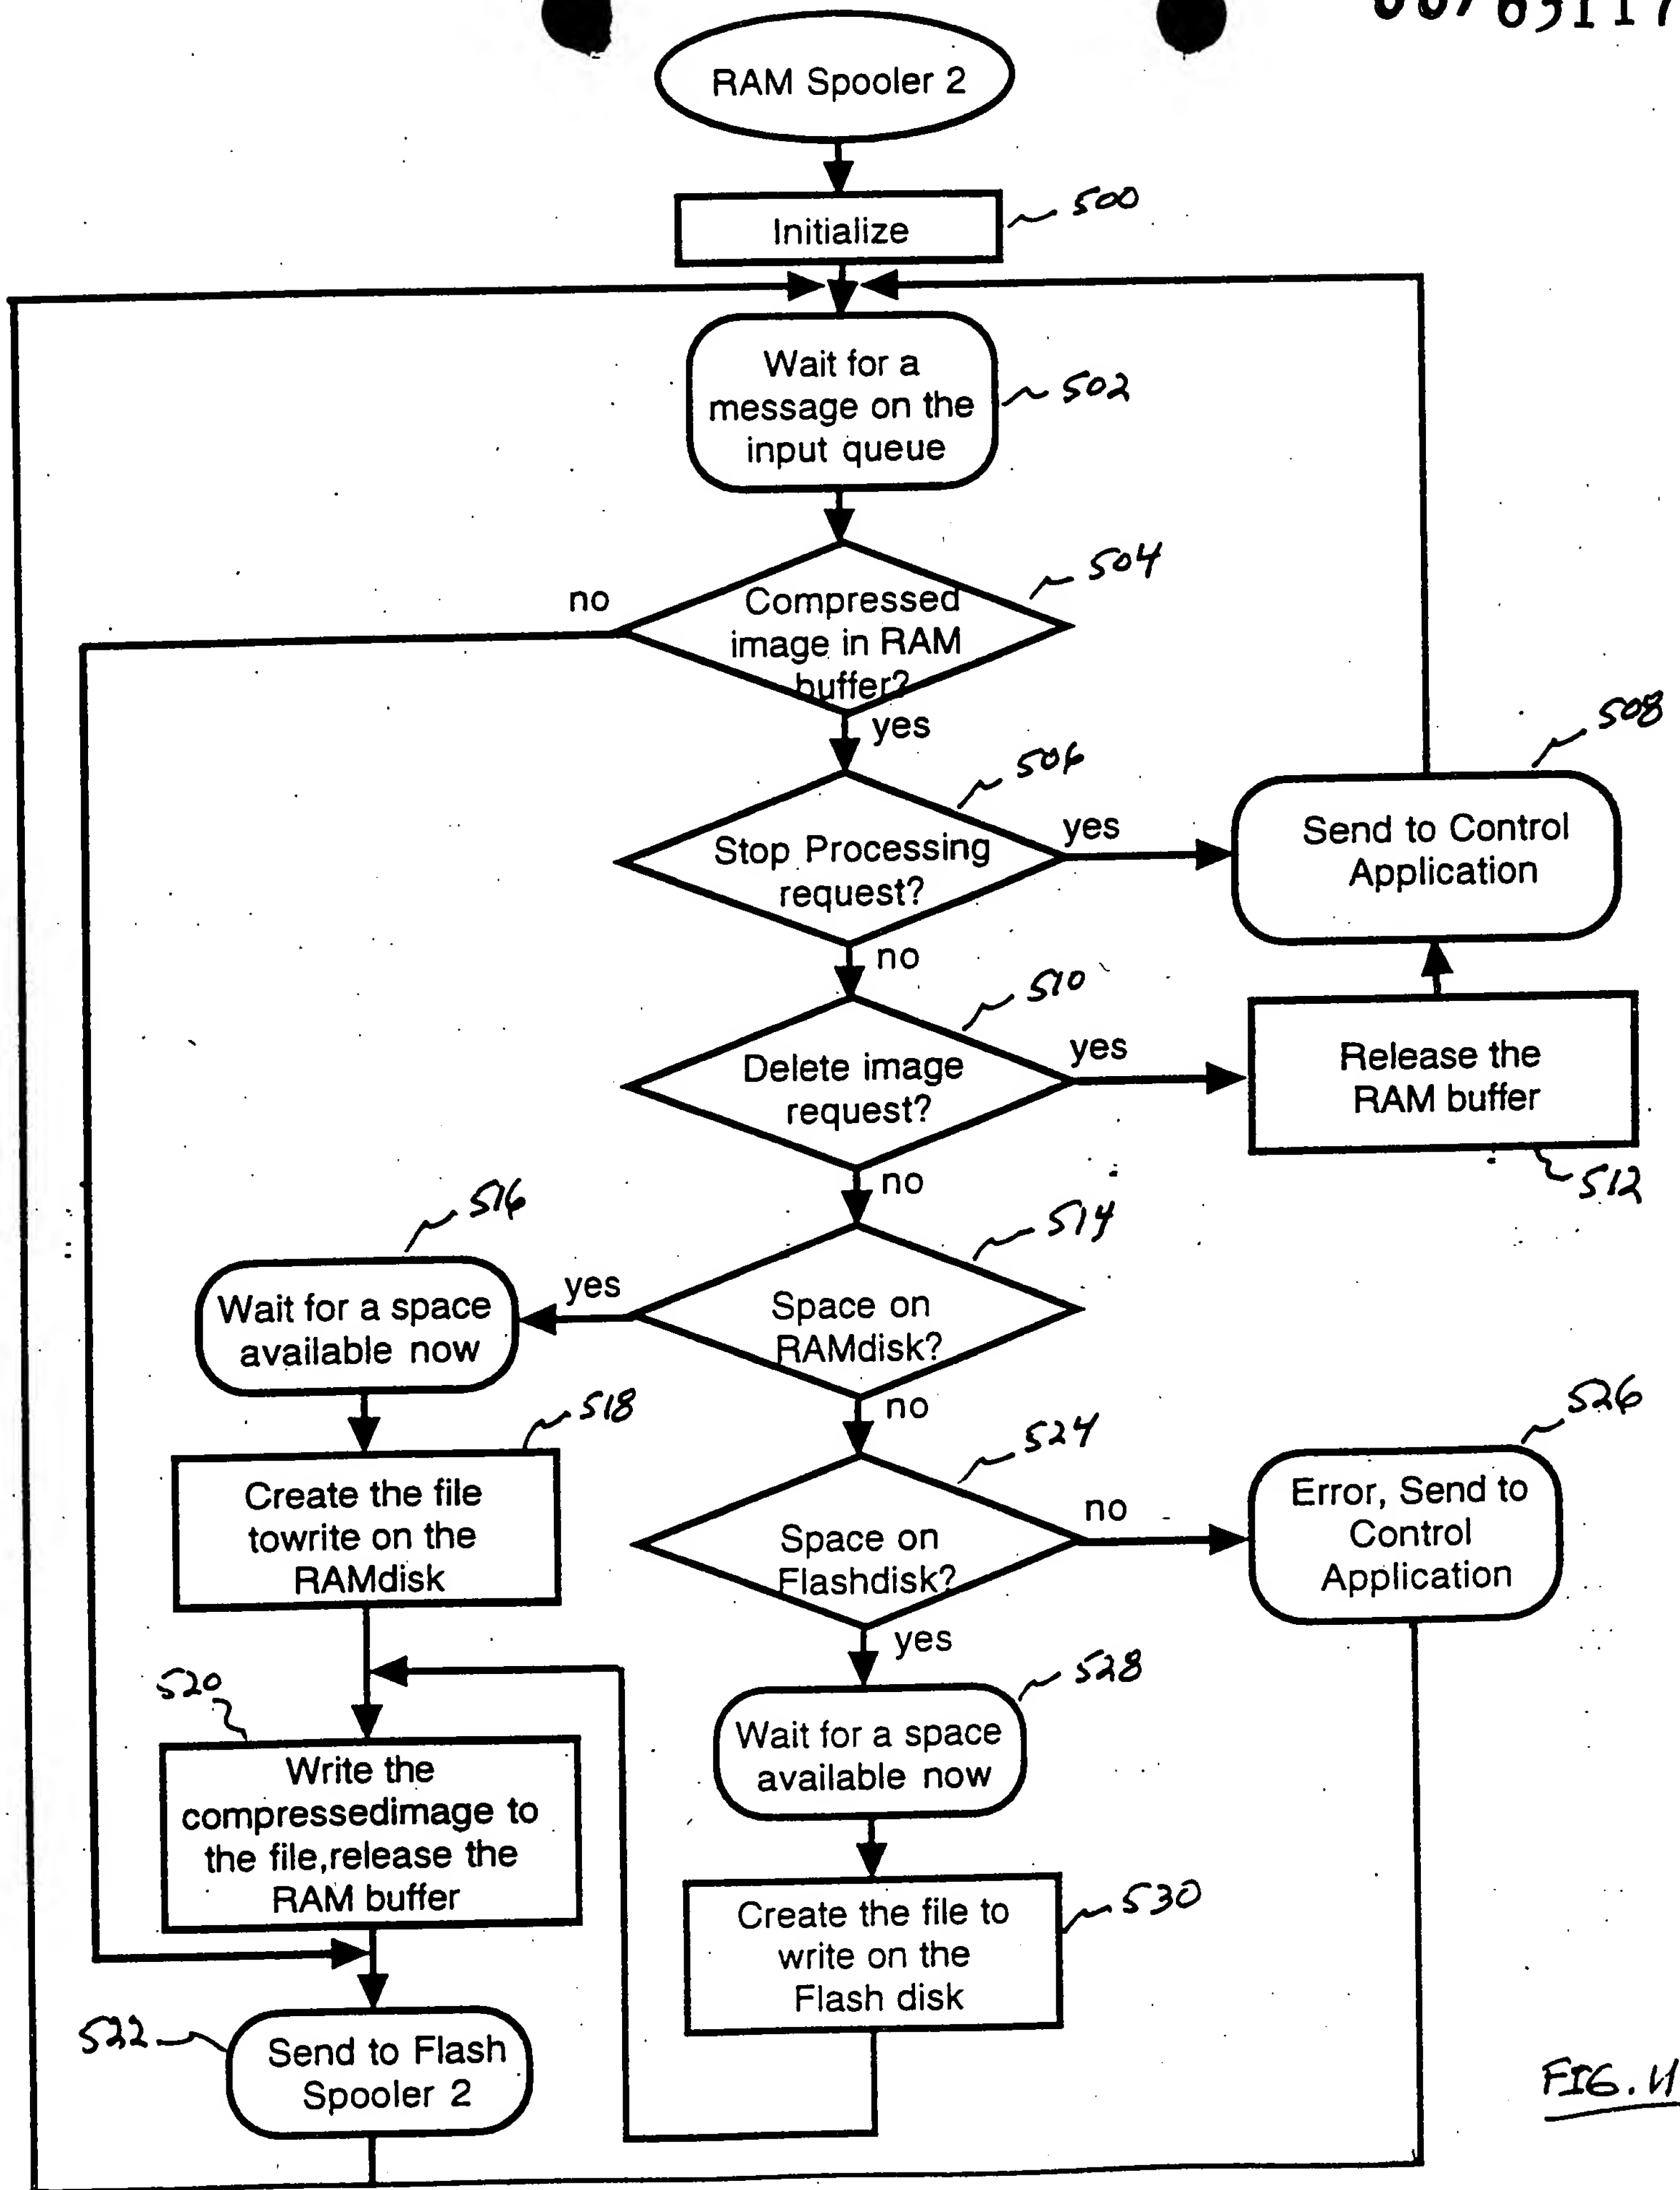 RAM Spooler 2
Initialize
500
Wait for a
message on the
input queue
502
Compressed
image in RAM
buffer?
504
no
yes
Stop Processing
request?
506
yes
Send to Control
Application
508
no
Delete image
request?
510
yes
Release the
RAM buffer
512
no
Space on
RAMdisk?
514
yes
Wait for a space
available now
516
no
Create the file
towrite on the
RAMdisk
518
Space on
Flashdisk?
524
no
Error, Send to
Control
Application
526
yes
Write the
compressedimage to
the file,release the
RAM buffer
520
Wait for a space
available now
528
Create the file to
write on the
Flash disk
530
Send to Flash
Spooler 2
522
FIG. 11